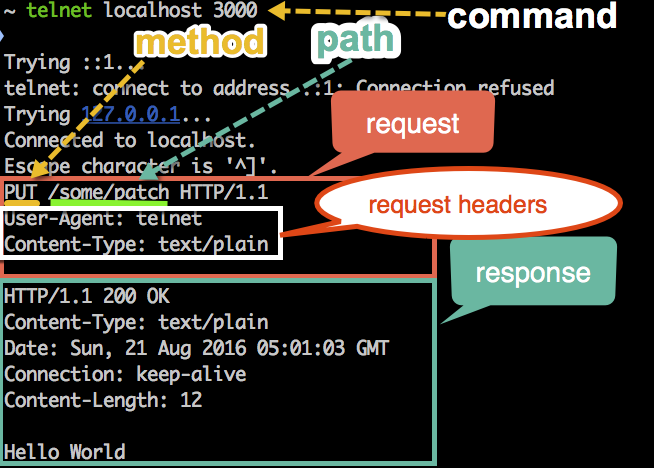 ~ telnet localhost 3000
command
method
path
Trying ::1...
telnet: connect to address ::1: Connection refused
Trying 127.0.0.1...
Connected to localhost.
Escape character is '^]'.
request
PUT /some/patch HTTP/1.1
User-Agent: telnet
Content-Type: text/plain
request headers
response
HTTP/1.1 200 OK
Content-Type: text/plain
Date: Sun, 21 Aug 2016 05:01:03 GMT
Connection: keep-alive
Content-Length: 12
Hello World